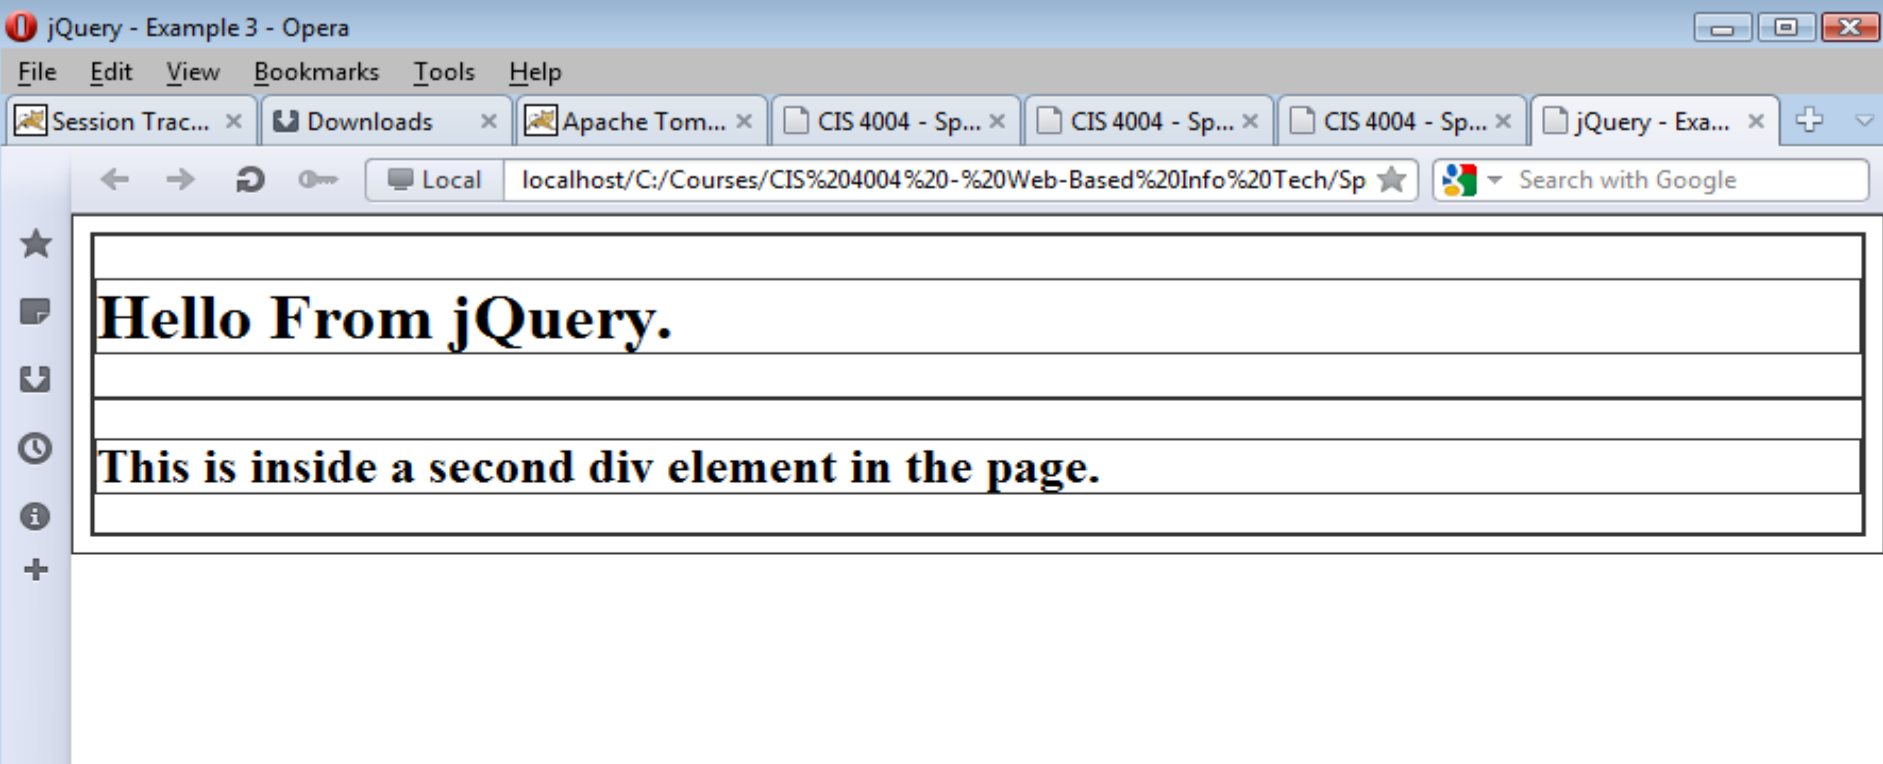 jQuery - Example 3 - Opera
File Edit View Bookmarks Tools Help
Session Trac... Downloads Apache Tom... CIS 4004 - Sp... CIS 4004 - Sp... CIS 4004 - Sp... jQuery - Exa...
Local localhost/C:/Courses/CIS%204004%20-%20Web-Based%20Info%20Tech/Sp Search with Google
Hello From jQuery.
This is inside a second div element in the page.